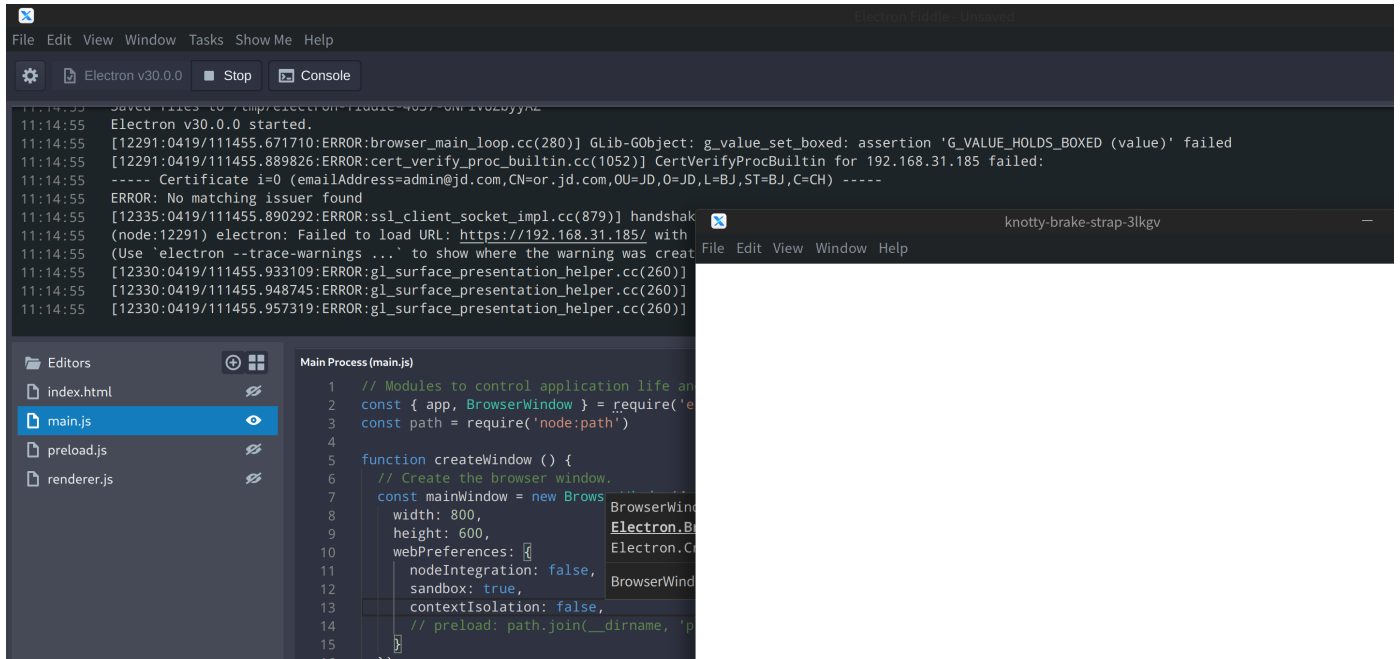 Electron Fiddle - Unsaved
File Edit View Window Tasks Show Me Help
Electron v30.0.0 Stop Console
11:14:55 Saved files to
11:14:55 Electron v30.0.0 started.
11:14:55 [12291:0419/111455.671710:ERROR:browser_main_loop.cc(280)] GLib-GObject: g_value_set_boxed: assertion 'G_VALUE_HOLDS_BOXED (value)' failed
11:14:55 [12291:0419/111455.889826:ERROR:cert_verify_proc_builtin.cc(1052)] CertVerifyProcBuiltin for 192.168.31.185 failed:
11:14:55 ----- Certificate i=0 (emailAddress=admin@jd.com,CN=or.jd.com,OU=JD,O=JD,L=BJ,ST=BJ,C=CH) -----
11:14:55 ERROR: No matching issuer found
11:14:55 [12335:0419/111455.890292:ERROR:ssl_client_socket_impl.cc(879)] handshak
11:14:55 (node:12291) electron: Failed to load URL: https://192.168.31.185/ with
11:14:55 (Use `electron --trace-warnings ...` to show where the warning was creat
11:14:55 [12330:0419/111455.933109:ERROR:gl_surface_presentation_helper.cc(260)]
11:14:55 [12330:0419/111455.948745:ERROR:gl_surface_presentation_helper.cc(260)]
11:14:55 [12330:0419/111455.957319:ERROR:gl_surface_presentation_helper.cc(260)]
knotty-brake-strap-3lkgv
File Edit View Window Help
Editors
index.html
main.js
preload.js
renderer.js
Main Process (main.js)
1 // Modules to control application life an
2 const { app, BrowserWindow } = require('e
3 const path = require('node:path')
4
5 function createWindow () {
6 // Create the browser window.
7 const mainWindow = new Brows
8 width: 800,
9 height: 600,
10 webPreferences: {
11 nodeIntegration: false,
12 sandbox: true,
13 contextIsolation: false,
14 // preload: path.join(__dirname, 'p
15 }
BrowserWind
Electron.Br
Electron.Cr
BrowserWind